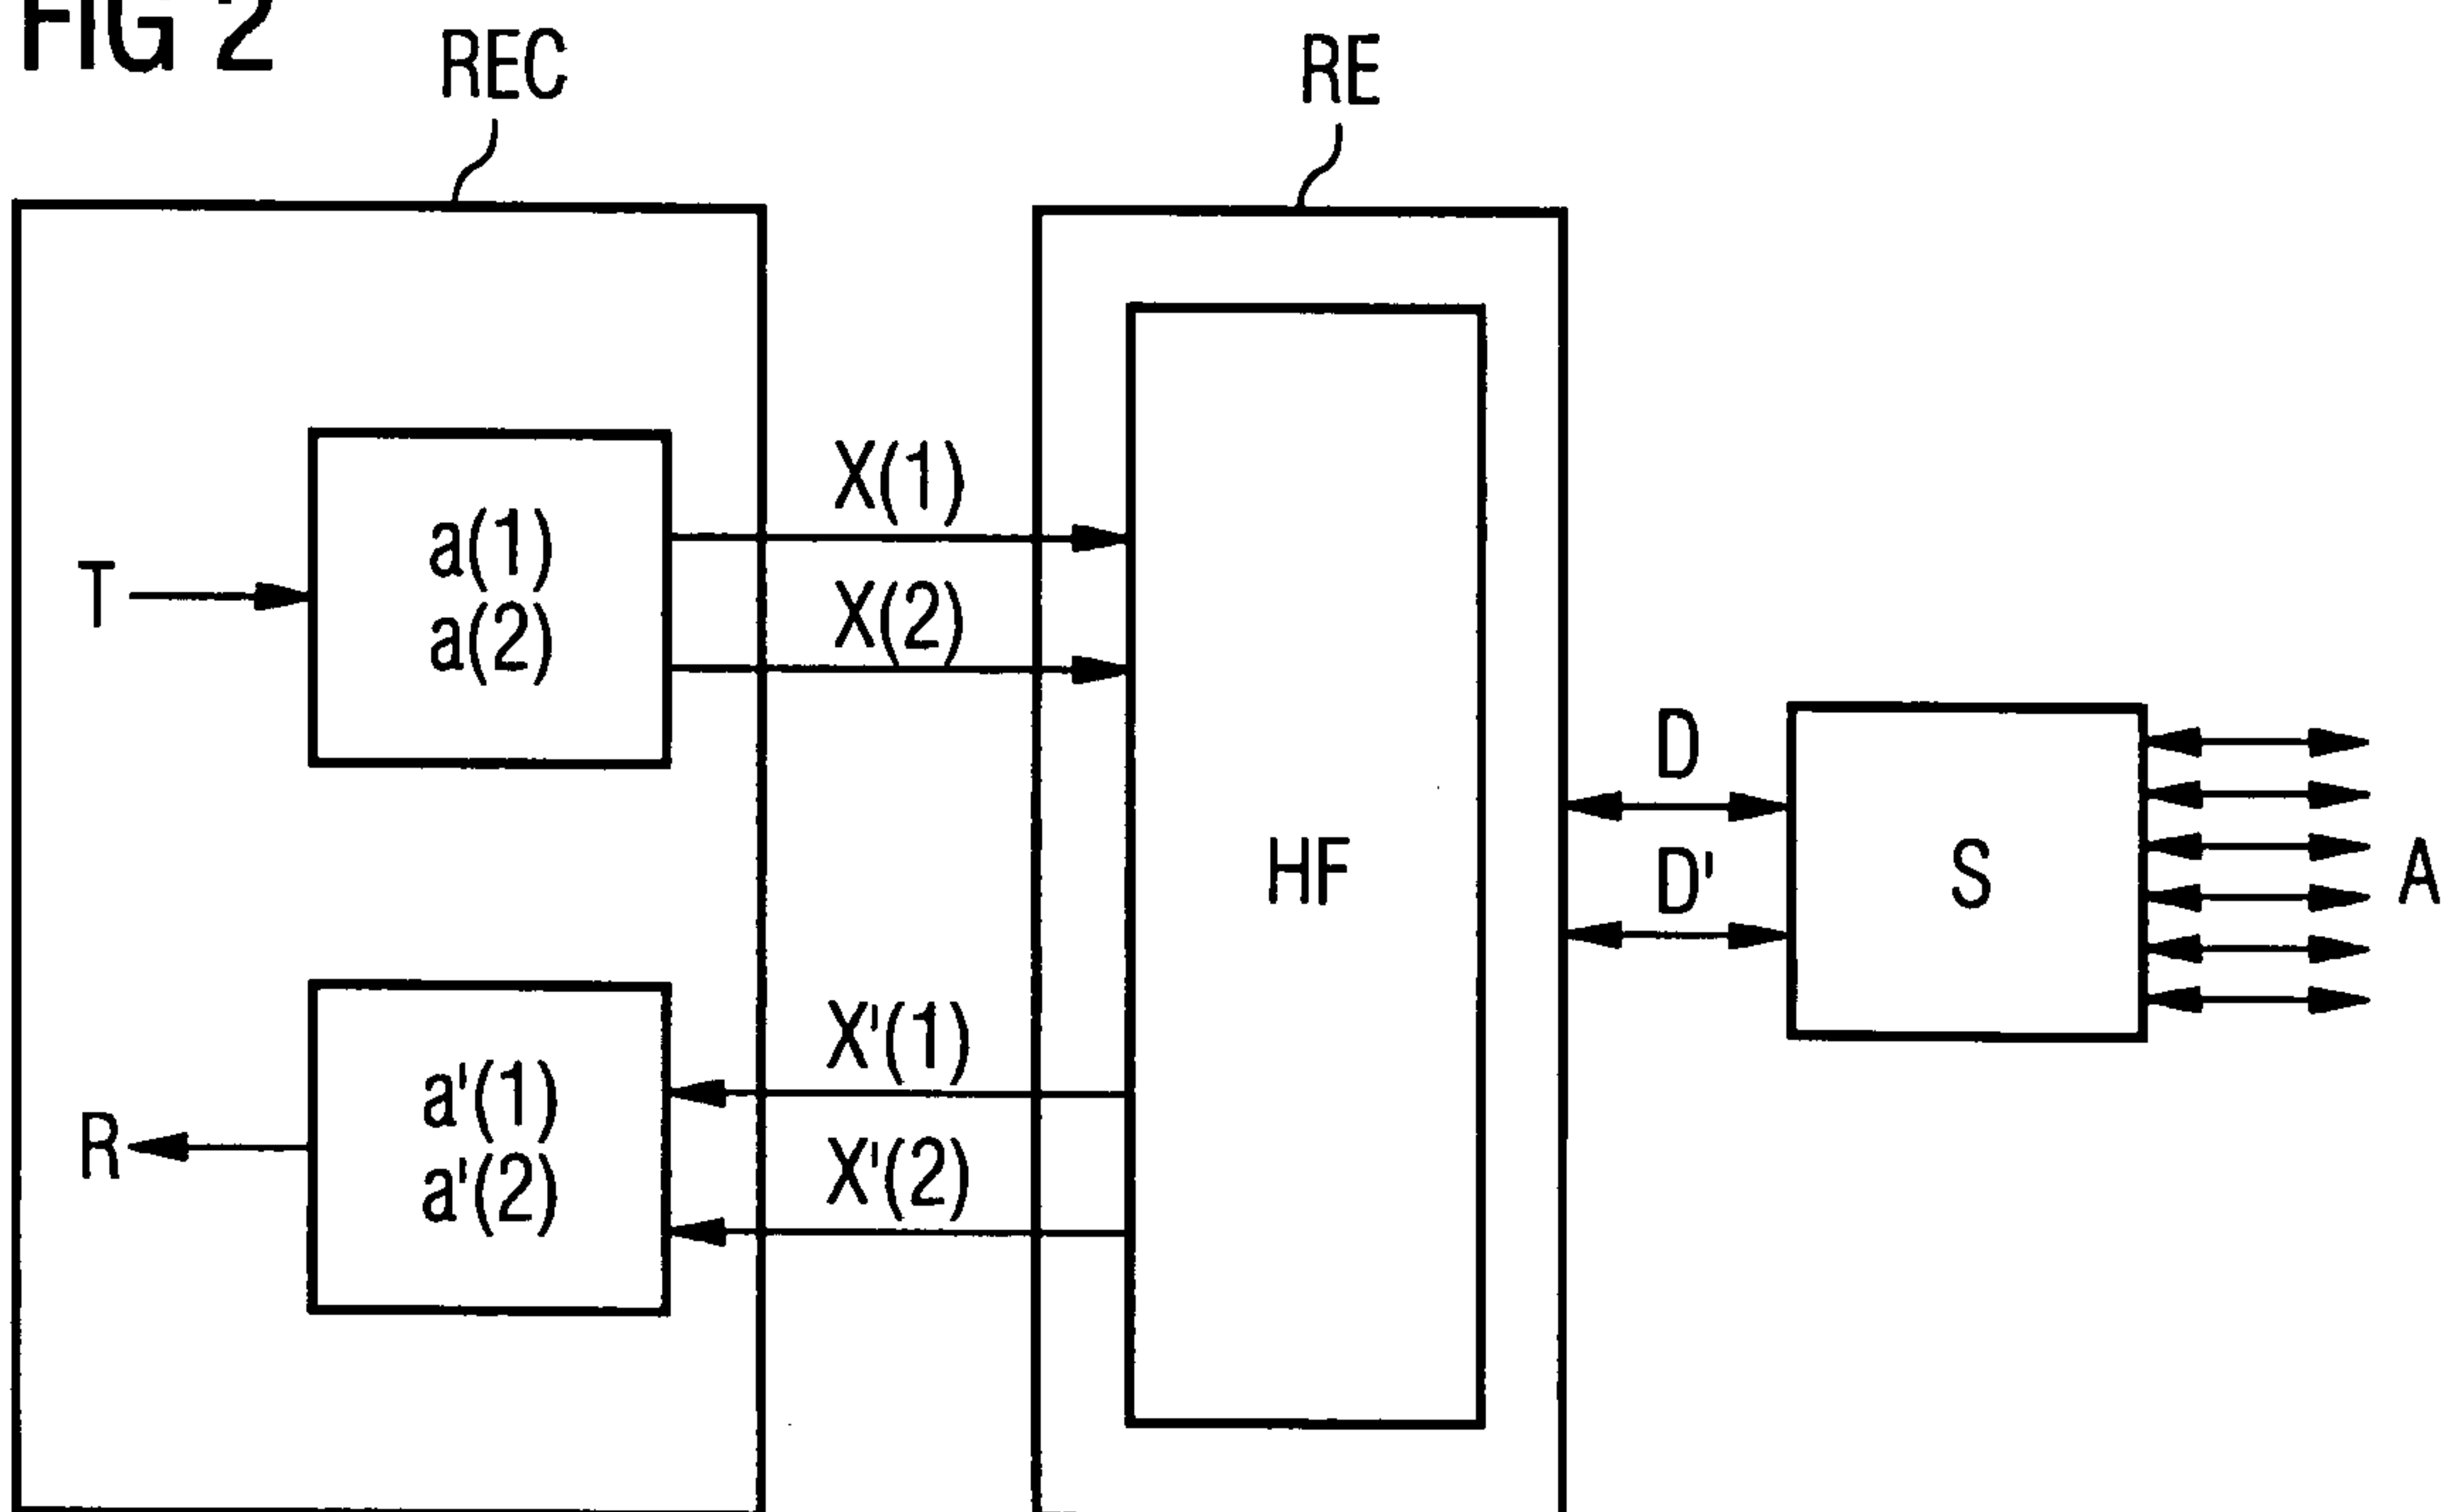 FIG 2
REC
RE
X(1)
a(1)
T
a(2)
X(2)
D
HF
D'
S
A
X'(1)
a'(1)
R
a'(2)
X'(2)